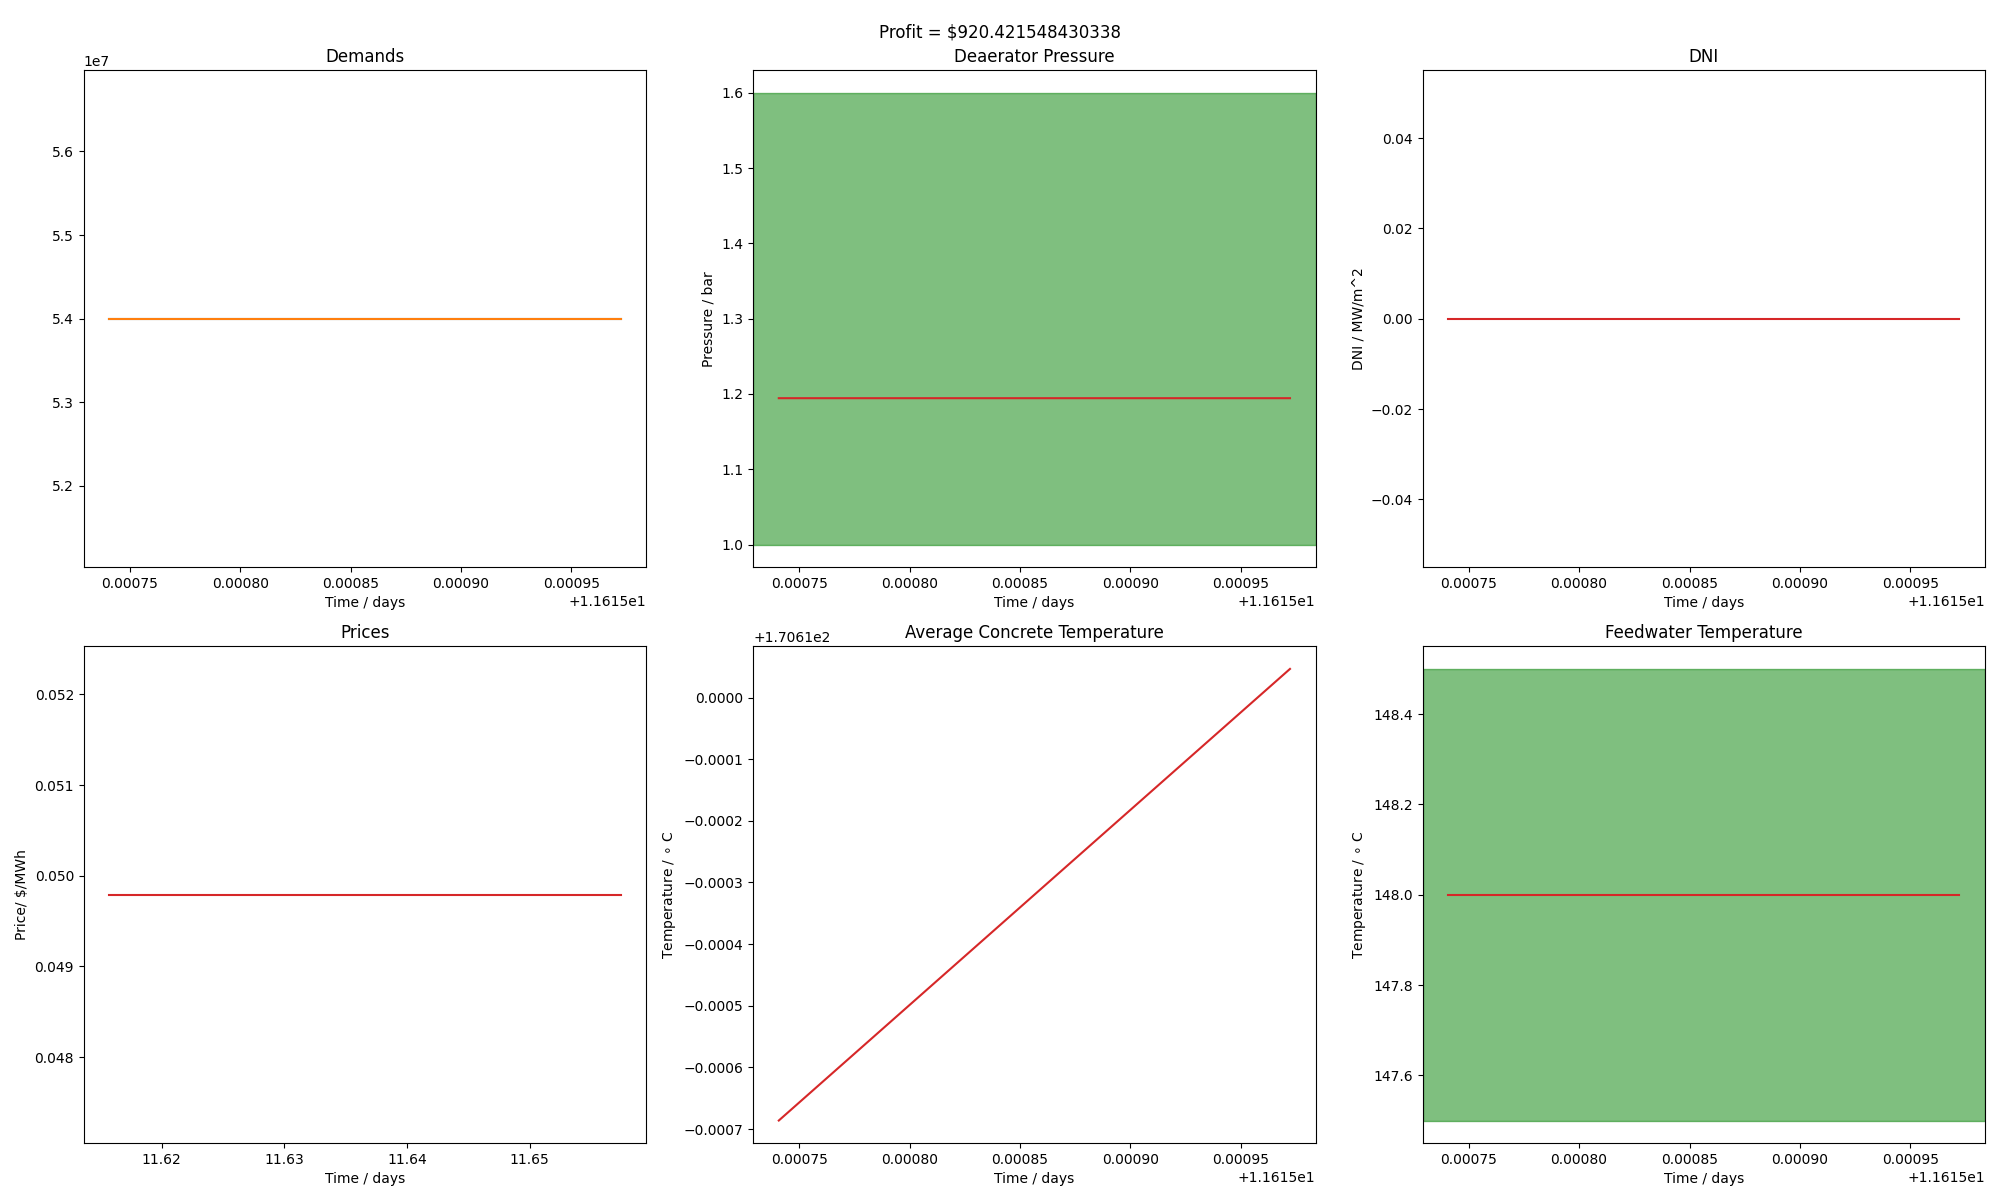 Profit = $920.421548430338
Demands
1e7
5.6
5.5
5.4
5.3
5.2
0.00075 0.00080 0.00085 0.00090 0.00095
Time / days
+1.1615e1
Deaerator Pressure
Pressure / bar
1.6
1.5
1.4
1.3
1.2
1.1
1.0
0.00075 0.00080 0.00085 0.00090 0.00095
Time / days
+1.1615e1
DNI
DNI / MW/m^2
0.04
0.02
0.00
−0.02
−0.04
0.00075 0.00080 0.00085 0.00090 0.00095
Time / days
+1.1615e1
Prices
Price/ $/MWh
0.052
0.051
0.050
0.049
0.048
11.62 11.63 11.64 11.65
Time / days
Average Concrete Temperature
+1.7061e2
Temperature / ∘ C
0.0000
−0.0001
−0.0002
−0.0003
−0.0004
−0.0005
−0.0006
−0.0007
0.00075 0.00080 0.00085 0.00090 0.00095
Time / days
+1.1615e1
Feedwater Temperature
Temperature / ∘ C
148.4
148.2
148.0
147.8
147.6
0.00075 0.00080 0.00085 0.00090 0.00095
Time / days
+1.1615e1